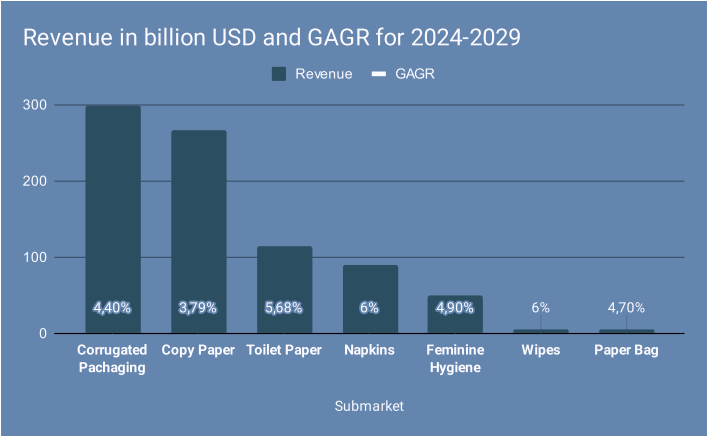 Revenue in billion USD and GAGR for 2024-2029
Revenue
GAGR
300
200
100
0
4,40%
3,79%
5,68%
6%
4,90%
6%
4,70%
Corrugated
Pachaging
Copy Paper
Toilet Paper
Napkins
Feminine
Hygiene
Wipes
Paper Bag
Submarket